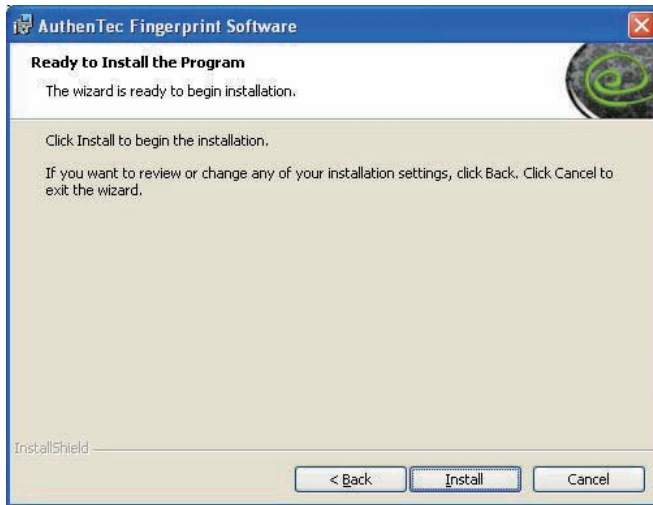 AuthenTec Fingerprint Software
Ready to Install the Program
The wizard is ready to begin installation.
Click Install to begin the installation.
If you want to review or change any of your installation settings, click Back. Click Cancel to
exit the wizard.
InstallShield
< Back Install Cancel